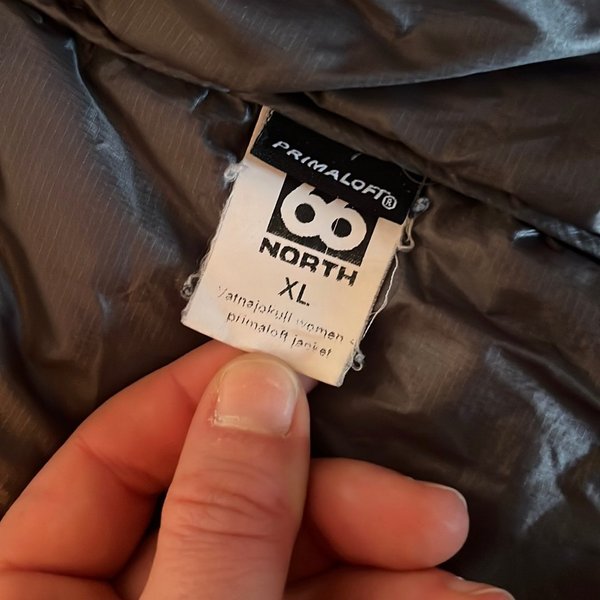 PRIMALOFT®
66
NORTH
XL
Vatnajokull women
primaloft jacket